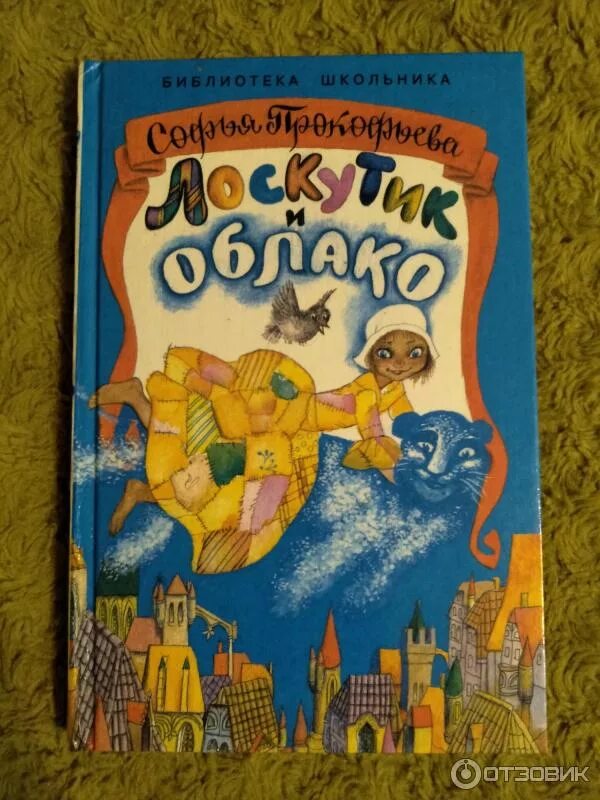 БИБЛИОТЕКА ШКОЛЬНИКА
Софья Прокофьева
Лоскутик
и
облако
ОТЗОВИК